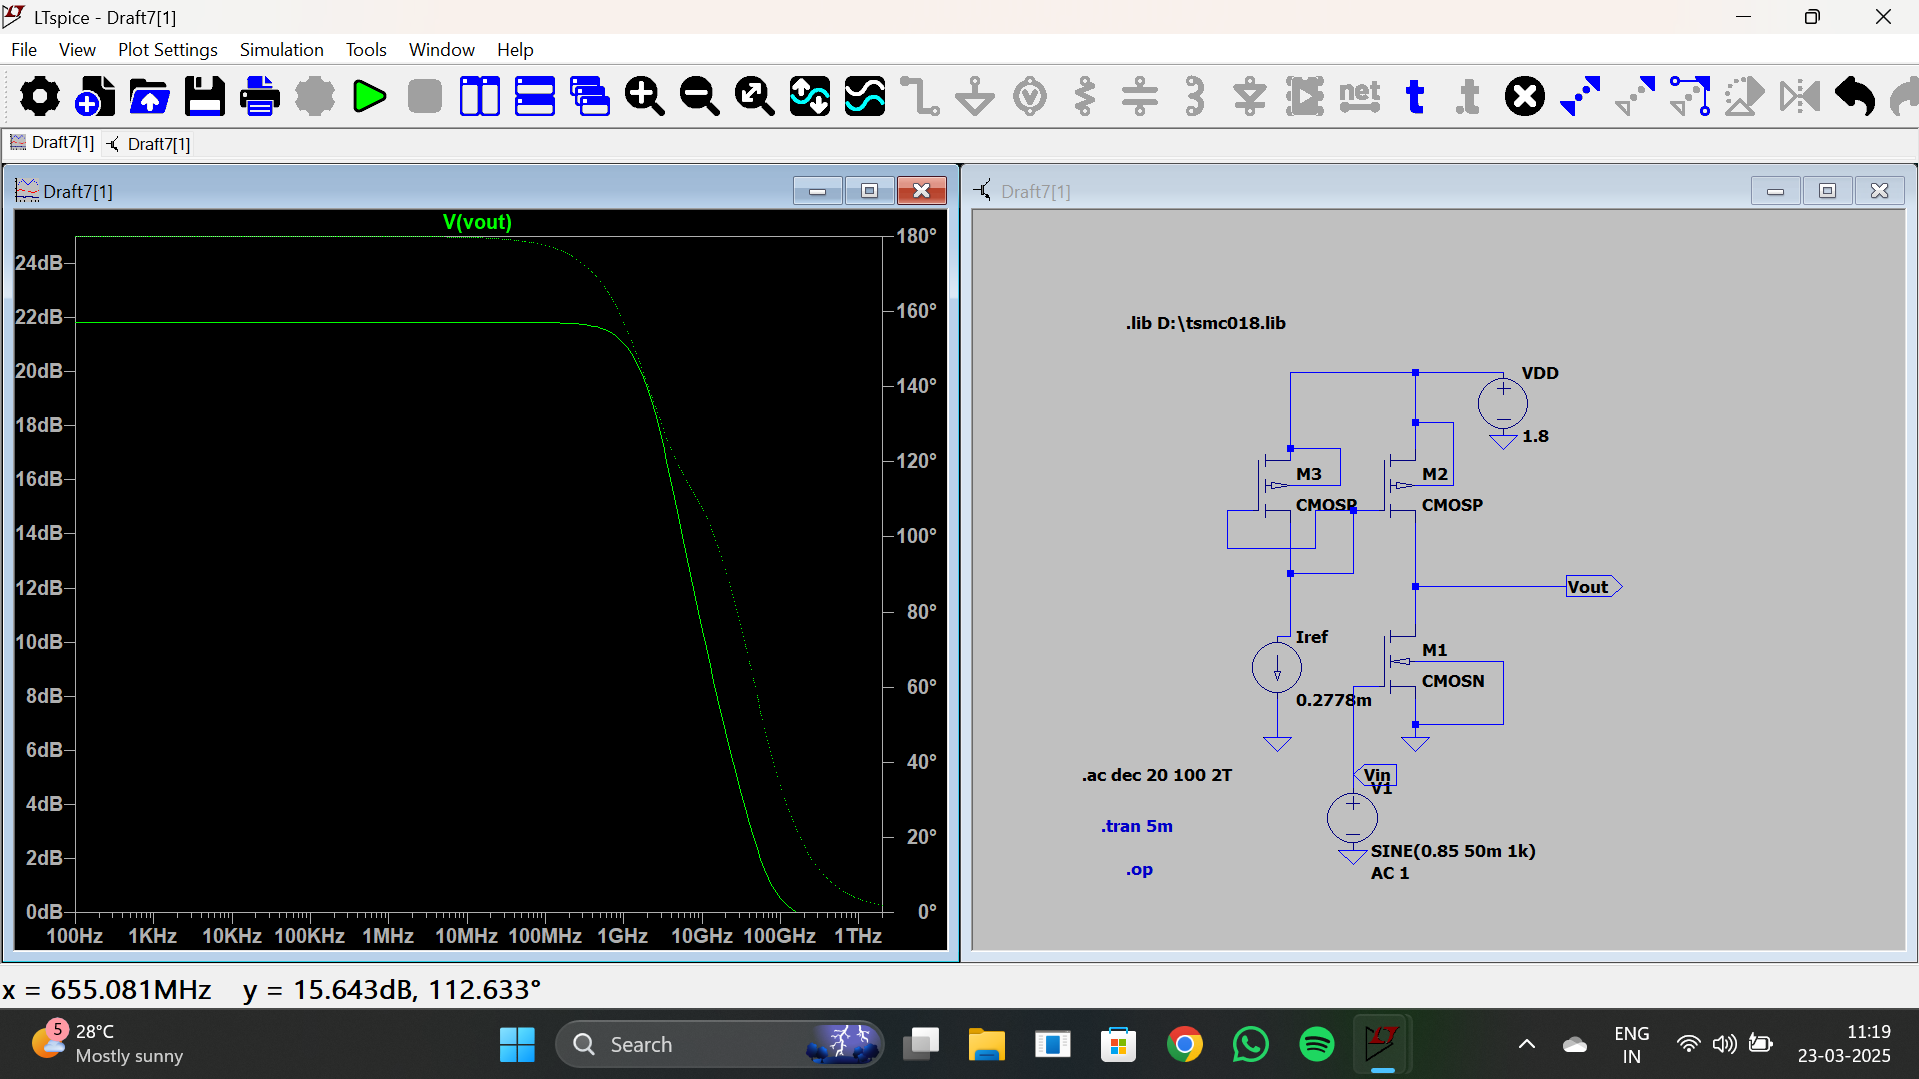 LTspice - Draft7[1]
File View Plot Settings Simulation Tools Window Help
net
t
.t
Draft7[1] Draft7[1]
Draft7[1]
V(vout)
24dB
22dB
20dB
18dB
16dB
14dB
12dB
10dB
8dB
6dB
4dB
2dB
0dB
180°
160°
140°
120°
100°
80°
60°
40°
20°
0°
100Hz 1KHz 10KHz 100KHz 1MHz 10MHz 100MHz 1GHz 10GHz 100GHz 1THz
Draft7[1]
.lib D:\tsmc018.lib
VDD
1.8
M3
CMOSP
M2
CMOSP
Vout
Iref
0.2778m
M1
CMOSN
Vin
V1
SINE(0.85 50m 1k)
AC 1
.ac dec 20 100 2T
.tran 5m
.op
x = 655.081MHz y = 15.643dB, 112.633°
5
28°C
Mostly sunny
Search
LT
ENG
IN
11:19
23-03-2025